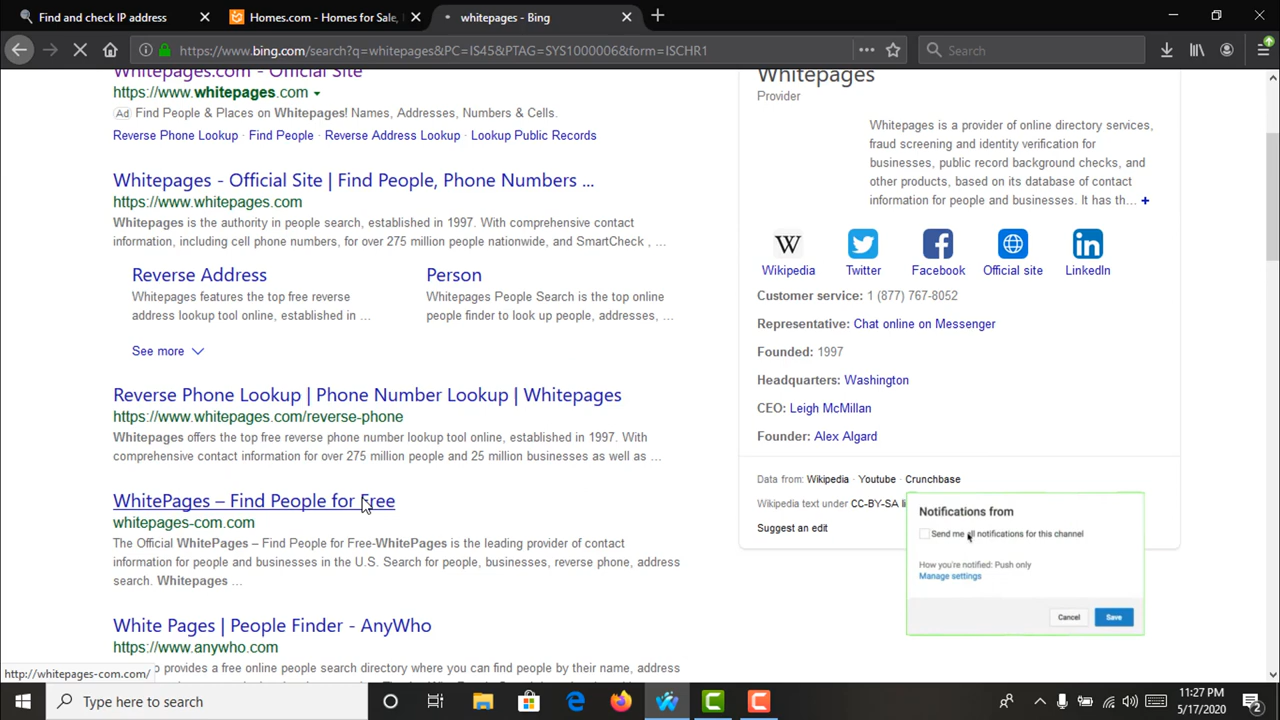 Find and check IP address
Homes.com - Homes for Sale,
whitepages - Bing
https://www.bing.com/search?q=whitepages&PC=IS45&PTAG=SYS1000006&form=ISCHR1
Search
Whitepages.com - Official Site
https://www.whitepages.com
Ad Find People & Places on Whitepages! Names, Addresses, Numbers & Cells.
Reverse Phone Lookup · Find People · Reverse Address Lookup · Lookup Public Records
Whitepages - Official Site | Find People, Phone Numbers ...
https://www.whitepages.com
Whitepages is the authority in people search, established in 1997. With comprehensive contact
information, including cell phone numbers, for over 275 million people nationwide, and SmartCheck , ...
Reverse Address
Whitepages features the top free reverse
address lookup tool online, established in ...
Person
Whitepages People Search is the top online
people finder to look up people, addresses, ...
See more
Reverse Phone Lookup | Phone Number Lookup | Whitepages
https://www.whitepages.com/reverse-phone
Whitepages offers the top free reverse phone number lookup tool online, established in 1997. With
comprehensive contact information for over 275 million people and 25 million businesses as well as ...
WhitePages – Find People for Free
whitepages-com.com
The Official WhitePages – Find People for Free-WhitePages is the leading provider of contact
information for people and businesses in the U.S. Search for people, businesses, reverse phone, address
search. Whitepages ...
White Pages | People Finder - AnyWho
https://www.anywho.com
provides a free online people search directory where you can find people by their name, address
http://whitepages-com.com/
Whitepages
Provider
Whitepages is a provider of online directory services,
fraud screening and identity verification for
businesses, public record background checks, and
other products, based on its database of contact
information for people and businesses. It has th... +
W
Wikipedia
Twitter
Facebook
Official site
in
LinkedIn
Customer service: 1 (877) 767-8052
Representative: Chat online on Messenger
Founded: 1997
Headquarters: Washington
CEO: Leigh McMillan
Founder: Alex Algard
Data from: Wikipedia · Youtube · Crunchbase
Wikipedia text under CC-BY-SA
Suggest an edit
Notifications from
Send me all notifications for this channel
How you're notified: Push only
Manage settings
Cancel
Save
Type here to search
11:27 PM
5/17/2020
2